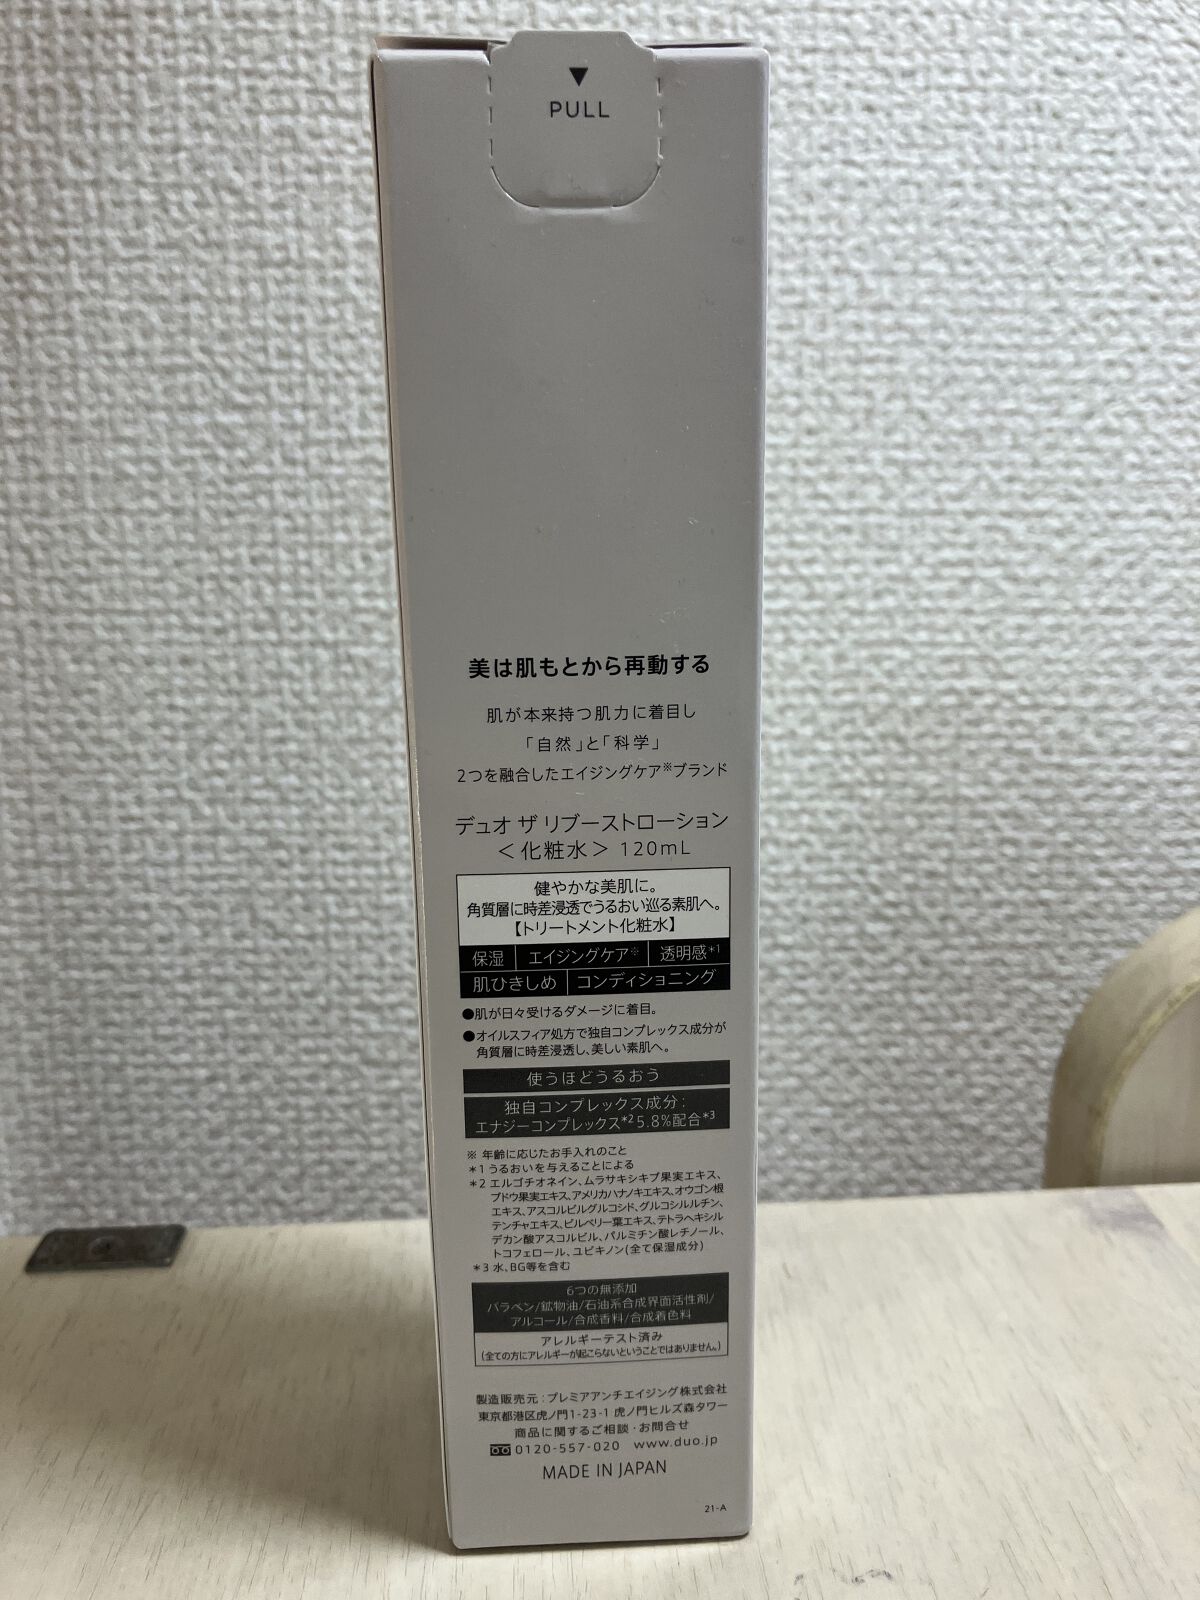 ▼
PULL
美は肌もとから再動する
肌が本来持つ肌力に着目し
「自然」と「科学」
2つを融合したエイジングケア※ブランド
デュオ ザ リブーストローション
＜化粧水＞ 120mL
健やかな美肌に。
角質層に時差浸透でうるおい巡る素肌へ。
【トリートメント化粧水】
保湿 エイジングケア※ 透明感*1
肌ひきしめ コンディショニング
●肌が日々受けるダメージに着目。
●オイルスフィア処方で独自コンプレックス成分が
角質層に時差浸透し、美しい素肌へ。
使うほどうるおう
独自コンプレックス成分：
エナジーコンプレックス*2 5.8%配合*3
※ 年齢に応じたお手入れのこと
*1 うるおいを与えることによる
*2 エルゴチオネイン、ムラサキシキブ果実エキス、
ブドウ果実エキス、アメリカハナノキエキス、オウゴン根
エキス、アスコルビルグルコシド、グルコシルルチン、
テンチャエキス、ビルベリー葉エキス、テトラヘキシル
デカン酸アスコルビル、パルミチン酸レチノール、
トコフェロール、ユビキノン(全て保湿成分)
*3 水、BG等を含む
6つの無添加
パラベン/鉱物油/石油系合成界面活性剤/
アルコール/合成香料/合成着色料
アレルギーテスト済み
(全ての方にアレルギーが起こらないということではありません。)
製造販売元：プレミアアンチエイジング株式会社
東京都港区虎ノ門1-23-1 虎ノ門ヒルズ森タワー
商品に関するご相談・お問合せ
0120-557-020 www.duo.jp
MADE IN JAPAN
21-A